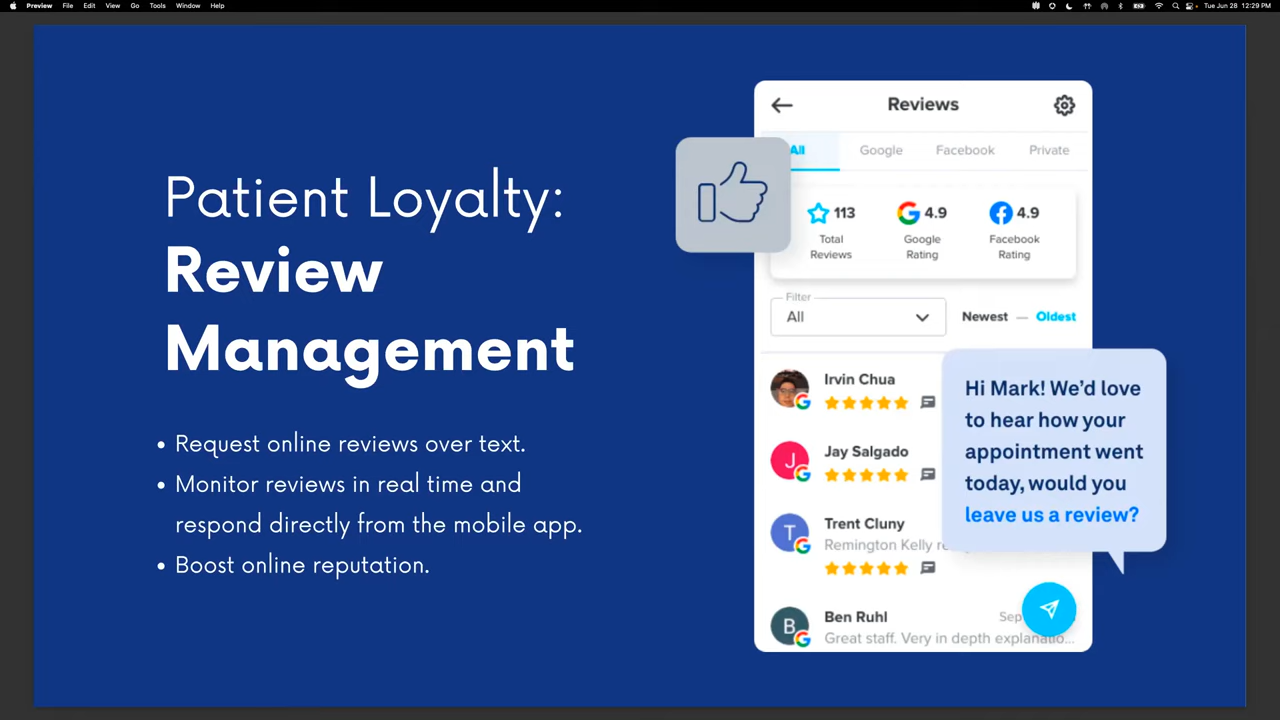 Preview File Edit View Go Tools Window Help
Tue Jun 28 12:29 PM
Patient Loyalty:
Review
Management
• Request online reviews over text.
• Monitor reviews in real time and
respond directly from the mobile app.
• Boost online reputation.
Reviews
All Google Facebook Private
113 4.9 4.9
Total Google Facebook
Reviews Rating Rating
Filter
All
Newest — Oldest
Irvin Chua
J
Jay Salgado
T
Trent Cluny
Remington Kelly
B
Ben Ruhl
Great staff. Very in depth explanatio...
Hi Mark! We'd love
to hear how your
appointment went
today, would you
leave us a review?